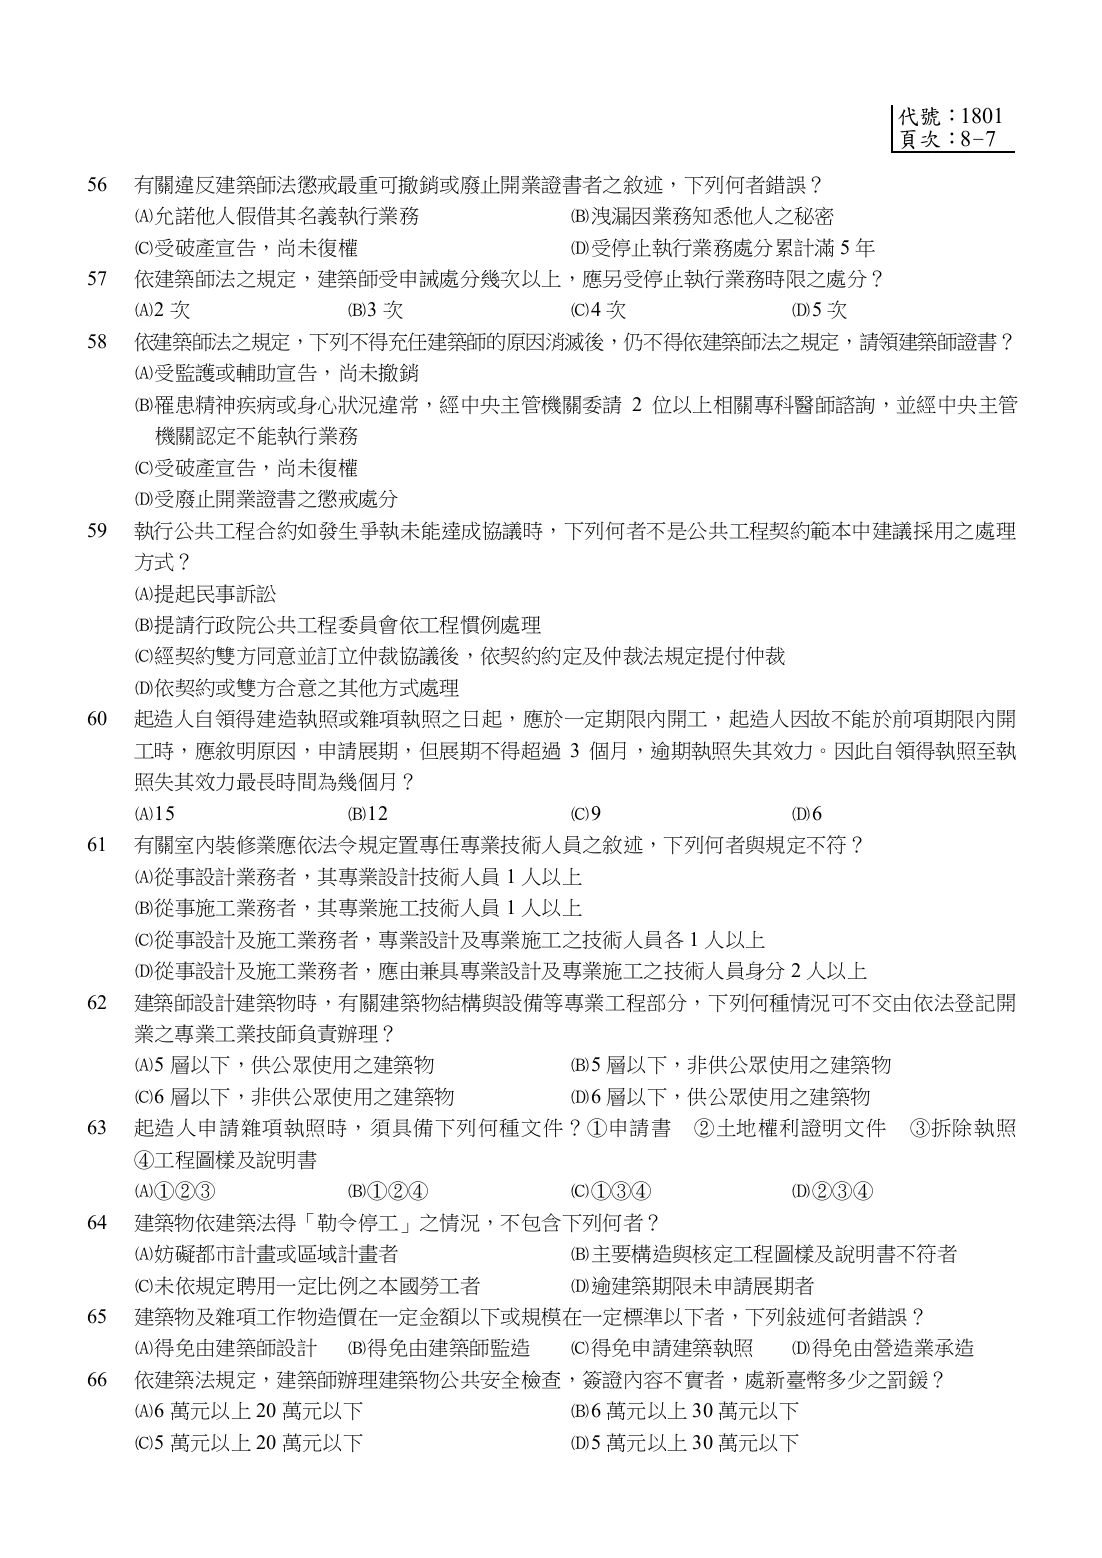 代號：1801
頁次：8－7
56 有關違反建築師法懲戒最重可撤銷或廢止開業證書者之敘述，下列何者錯誤？
(A)允諾他人假借其名義執行業務 (B)洩漏因業務知悉他人之秘密
(C)受破產宣告，尚未復權 (D)受停止執行業務處分累計滿 5 年
57 依建築師法之規定，建築師受申誡處分幾次以上，應另受停止執行業務時限之處分？
(A)2 次 (B)3 次 (C)4 次 (D)5 次
58 依建築師法之規定，下列不得充任建築師的原因消滅後，仍不得依建築師法之規定，請領建築師證書？
(A)受監護或輔助宣告，尚未撤銷
(B)罹患精神疾病或身心狀況違常，經中央主管機關委請 2 位以上相關專科醫師諮詢，並經中央主管
機關認定不能執行業務
(C)受破產宣告，尚未復權
(D)受廢止開業證書之懲戒處分
59 執行公共工程合約如發生爭執未能達成協議時，下列何者不是公共工程契約範本中建議採用之處理
方式？
(A)提起民事訴訟
(B)提請行政院公共工程委員會依工程慣例處理
(C)經契約雙方同意並訂立仲裁協議後，依契約約定及仲裁法規定提付仲裁
(D)依契約或雙方合意之其他方式處理
60 起造人自領得建造執照或雜項執照之日起，應於一定期限內開工，起造人因故不能於前項期限內開
工時，應敘明原因，申請展期，但展期不得超過 3 個月，逾期執照失其效力。因此自領得執照至執
照失其效力最長時間為幾個月？
(A)15 (B)12 (C)9 (D)6
61 有關室內裝修業應依法令規定置專任專業技術人員之敘述，下列何者與規定不符？
(A)從事設計業務者，其專業設計技術人員 1 人以上
(B)從事施工業務者，其專業施工技術人員 1 人以上
(C)從事設計及施工業務者，專業設計及專業施工之技術人員各 1 人以上
(D)從事設計及施工業務者，應由兼具專業設計及專業施工之技術人員身分 2 人以上
62 建築師設計建築物時，有關建築物結構與設備等專業工程部分，下列何種情況可不交由依法登記開
業之專業工業技師負責辦理？
(A)5 層以下，供公眾使用之建築物 (B)5 層以下，非供公眾使用之建築物
(C)6 層以下，非供公眾使用之建築物 (D)6 層以下，供公眾使用之建築物
63 起造人申請雜項執照時，須具備下列何種文件？①申請書 ②土地權利證明文件 ③拆除執照
④工程圖樣及說明書
(A)①②③ (B)①②④ (C)①③④ (D)②③④
64 建築物依建築法得「勒令停工」之情況，不包含下列何者？
(A)妨礙都市計畫或區域計畫者 (B)主要構造與核定工程圖樣及說明書不符者
(C)未依規定聘用一定比例之本國勞工者 (D)逾建築期限未申請展期者
65 建築物及雜項工作物造價在一定金額以下或規模在一定標準以下者，下列敍述何者錯誤？
(A)得免由建築師設計 (B)得免由建築師監造 (C)得免申請建築執照 (D)得免由營造業承造
66 依建築法規定，建築師辦理建築物公共安全檢查，簽證內容不實者，處新臺幣多少之罰鍰？
(A)6 萬元以上 20 萬元以下 (B)6 萬元以上 30 萬元以下
(C)5 萬元以上 20 萬元以下 (D)5 萬元以上 30 萬元以下